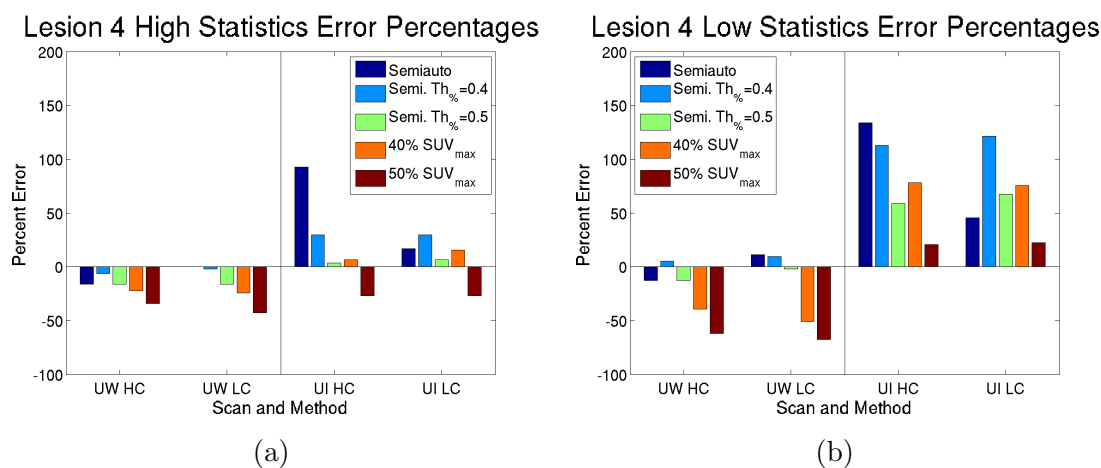 Lesion 4 High Statistics Error Percentages
200
150
100
50
0
-50
-100
Percent Error
Semiauto
Semi. Th%=0.4
Semi. Th%=0.5
40% SUVmax
50% SUVmax
UW HC UW LC UI HC UI LC
Scan and Method
(a)
Lesion 4 Low Statistics Error Percentages
200
150
100
50
0
-50
-100
Percent Error
Semiauto
Semi. Th%=0.4
Semi. Th%=0.5
40% SUVmax
50% SUVmax
UW HC UW LC UI HC UI LC
Scan and Method
(b)